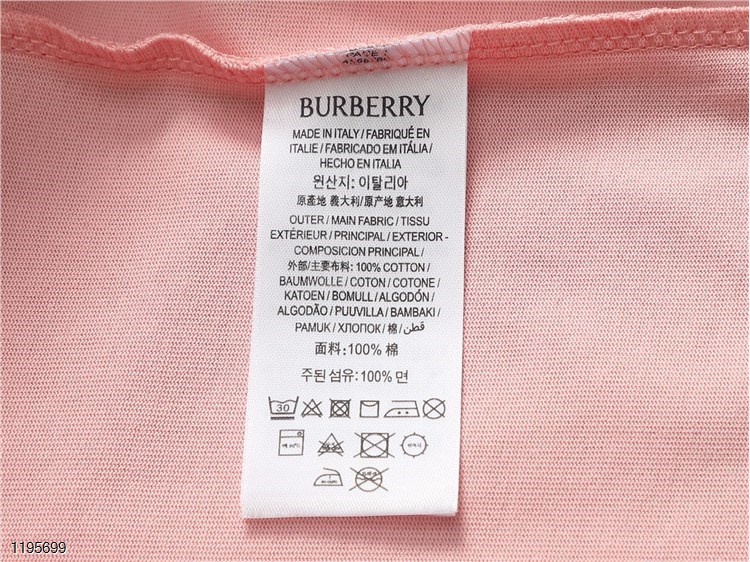 BURBERRY
MADE IN ITALY / FABRIQUÉ EN
ITALIE / FABRICADO EM ITÁLIA /
HECHO EN ITALIA
원산지: 이탈리아
原產地 義大利/原产地 意大利
OUTER / MAIN FABRIC / TISSU
EXTÉRIEUR / PRINCIPAL / EXTERIOR -
COMPOSICION PRINCIPAL /
外部/主要布料: 100% COTTON /
BAUMWOLLE / COTON / COTONE /
KATOEN / BOMULL / ALGODÓN /
ALGODÃO / PUUVILLA / BAMBAKI /
PAMUK / ХЛОПОК / 棉 / قطن
面料:100% 棉
주된 섬유:100% 면
30
1195699